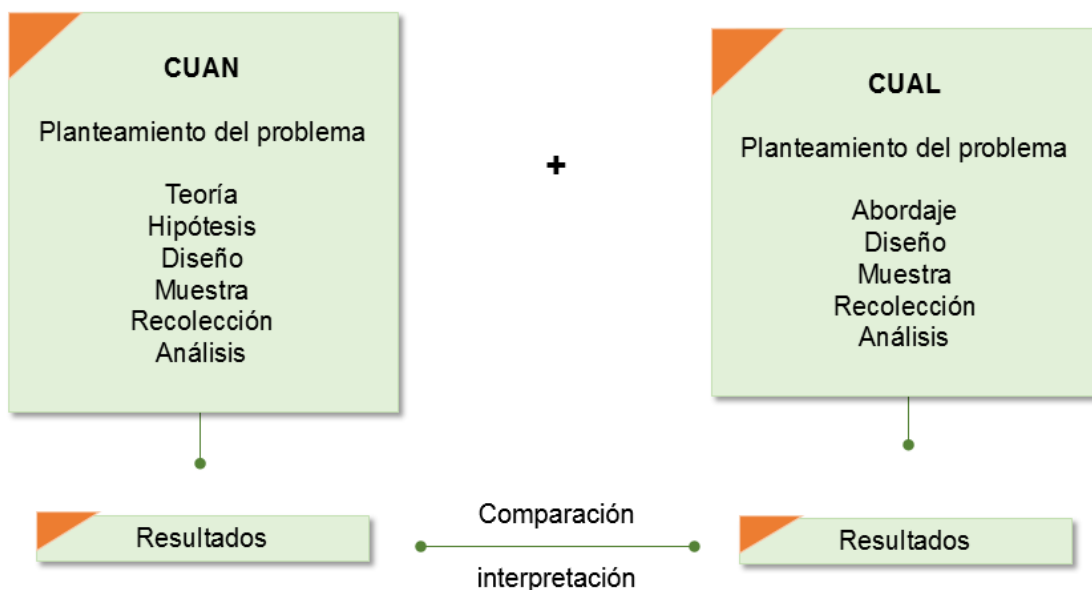 CUAN
Planteamiento del problema
Teoría
Hipótesis
Diseño
Muestra
Recolección
Análisis
+
CUAL
Planteamiento del problema
Abordaje
Diseño
Muestra
Recolección
Análisis
Resultados
Comparación
interpretación
Resultados